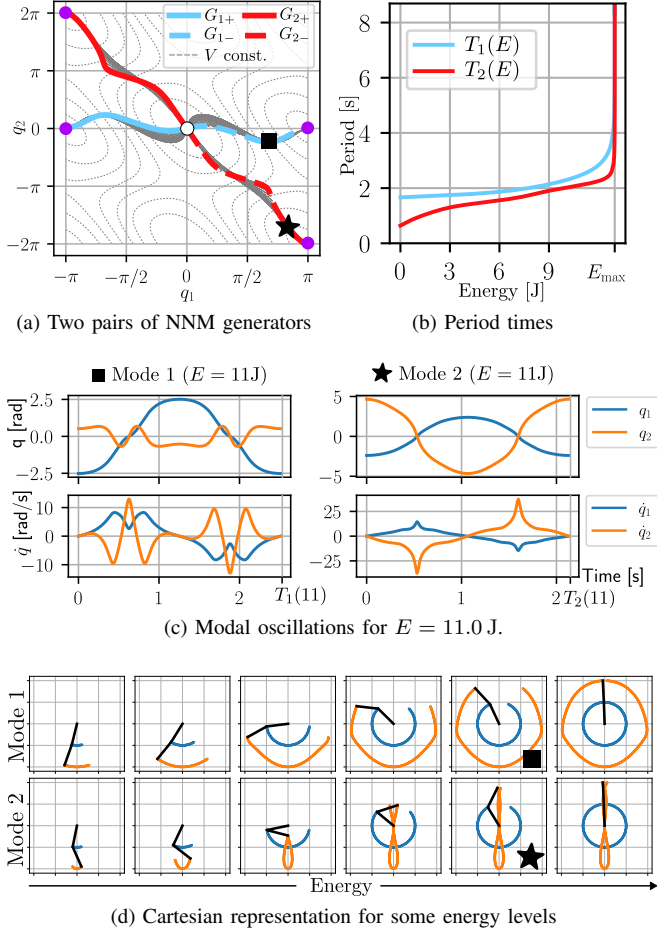 2π
π
0
−π
−2π
q₂
G₁₊
G₂₊
G₁₋
G₂₋
V const.
−π
−π/2
0
π/2
π
q₁
(a) Two pairs of NNM generators
8
6
4
2
0
Period [s]
T₁(E)
T₂(E)
0
3
6
9
E_max
Energy [J]
(b) Period times
■ Mode 1 (E = 11J)
★ Mode 2 (E = 11J)
2.5
0.0
−2.5
q [rad]
5
0
−5
q₁
q₂
10
0
−10
q̇ [rad/s]
25
0
−25
q̇₁
q̇₂
0
1
2
T₁(11)
0
1
2
T₂(11)
Time [s]
(c) Modal oscillations for E = 11.0 J.
Mode 1
Mode 2
Energy
(d) Cartesian representation for some energy levels